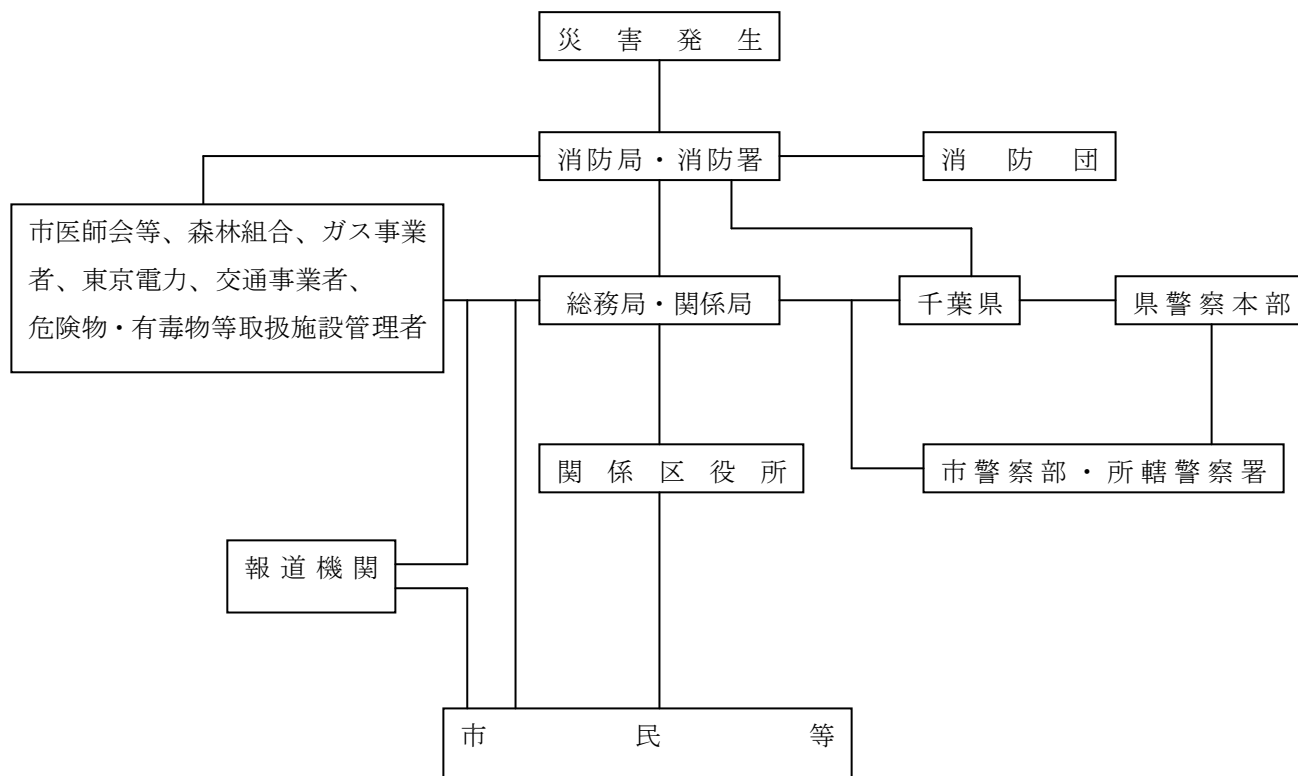 災害発生
消防局・消防署
消防団
市医師会等、森林組合、ガス事業
者、東京電力、交通事業者、
危険物・有毒物等取扱施設管理者
総務局・関係局
千葉県
県警察本部
関係区役所
市警察部・所轄警察署
報道機関
市民等